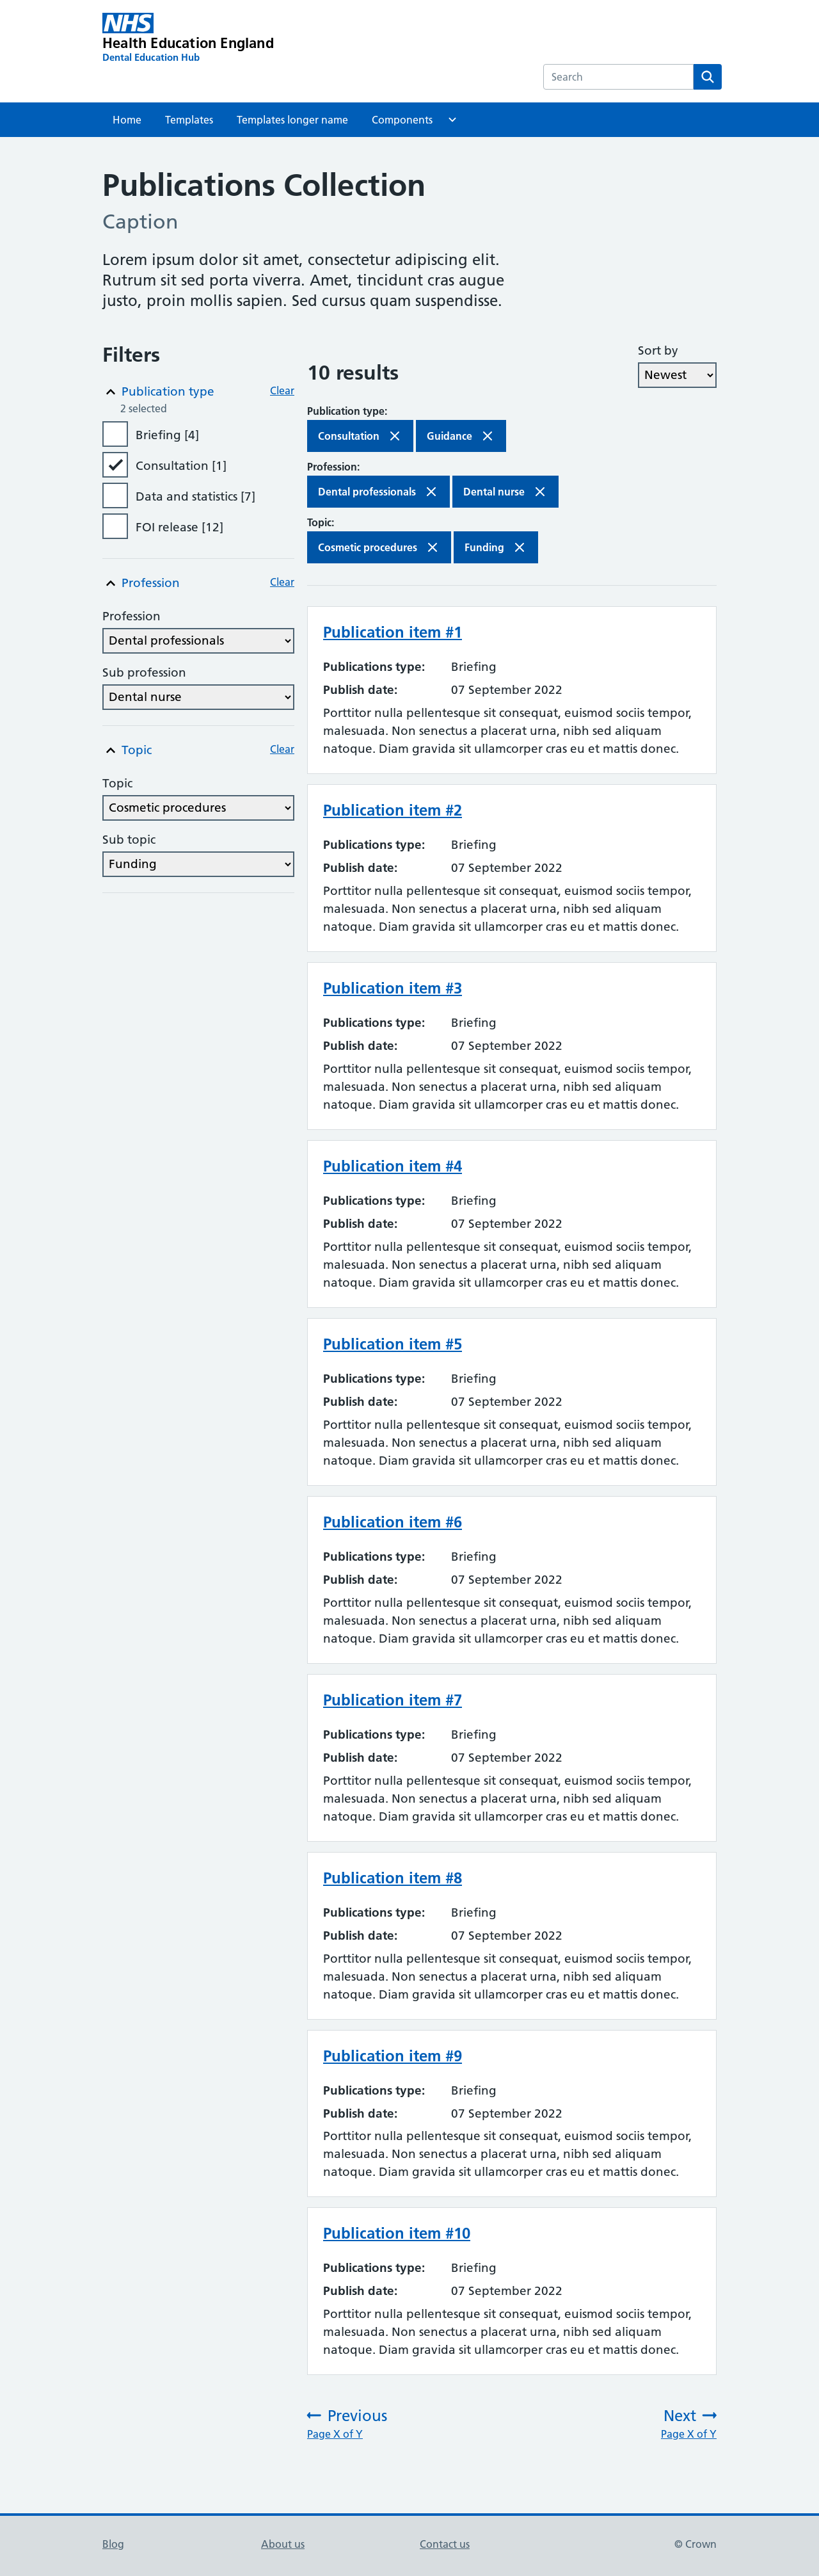 NHS
Health Education England
Dental Education Hub
Search
Home Templates Templates longer name Components
Publications Collection
Caption
Lorem ipsum dolor sit amet, consectetur adipiscing elit.
Rutrum sit sed porta viverra. Amet, tincidunt cras augue
justo, proin mollis sapien. Sed cursus quam suspendisse.
Filters
Publication type Clear
2 selected
Briefing [4]
Consultation [1]
Data and statistics [7]
FOI release [12]
Profession Clear
Profession
Dental professionals
Sub profession
Dental nurse
Topic Clear
Topic
Cosmetic procedures
Sub topic
Funding
10 results
Sort by
Newest
Publication type:
Consultation Guidance
Profession:
Dental professionals Dental nurse
Topic:
Cosmetic procedures Funding
Publication item #1
Publications type: Briefing
Publish date: 07 September 2022
Porttitor nulla pellentesque sit consequat, euismod sociis tempor,
malesuada. Non senectus a placerat urna, nibh sed aliquam
natoque. Diam gravida sit ullamcorper cras eu et mattis donec.
Publication item #2
Publications type: Briefing
Publish date: 07 September 2022
Porttitor nulla pellentesque sit consequat, euismod sociis tempor,
malesuada. Non senectus a placerat urna, nibh sed aliquam
natoque. Diam gravida sit ullamcorper cras eu et mattis donec.
Publication item #3
Publications type: Briefing
Publish date: 07 September 2022
Porttitor nulla pellentesque sit consequat, euismod sociis tempor,
malesuada. Non senectus a placerat urna, nibh sed aliquam
natoque. Diam gravida sit ullamcorper cras eu et mattis donec.
Publication item #4
Publications type: Briefing
Publish date: 07 September 2022
Porttitor nulla pellentesque sit consequat, euismod sociis tempor,
malesuada. Non senectus a placerat urna, nibh sed aliquam
natoque. Diam gravida sit ullamcorper cras eu et mattis donec.
Publication item #5
Publications type: Briefing
Publish date: 07 September 2022
Porttitor nulla pellentesque sit consequat, euismod sociis tempor,
malesuada. Non senectus a placerat urna, nibh sed aliquam
natoque. Diam gravida sit ullamcorper cras eu et mattis donec.
Publication item #6
Publications type: Briefing
Publish date: 07 September 2022
Porttitor nulla pellentesque sit consequat, euismod sociis tempor,
malesuada. Non senectus a placerat urna, nibh sed aliquam
natoque. Diam gravida sit ullamcorper cras eu et mattis donec.
Publication item #7
Publications type: Briefing
Publish date: 07 September 2022
Porttitor nulla pellentesque sit consequat, euismod sociis tempor,
malesuada. Non senectus a placerat urna, nibh sed aliquam
natoque. Diam gravida sit ullamcorper cras eu et mattis donec.
Publication item #8
Publications type: Briefing
Publish date: 07 September 2022
Porttitor nulla pellentesque sit consequat, euismod sociis tempor,
malesuada. Non senectus a placerat urna, nibh sed aliquam
natoque. Diam gravida sit ullamcorper cras eu et mattis donec.
Publication item #9
Publications type: Briefing
Publish date: 07 September 2022
Porttitor nulla pellentesque sit consequat, euismod sociis tempor,
malesuada. Non senectus a placerat urna, nibh sed aliquam
natoque. Diam gravida sit ullamcorper cras eu et mattis donec.
Publication item #10
Publications type: Briefing
Publish date: 07 September 2022
Porttitor nulla pellentesque sit consequat, euismod sociis tempor,
malesuada. Non senectus a placerat urna, nibh sed aliquam
natoque. Diam gravida sit ullamcorper cras eu et mattis donec.
Previous Next
Page X of Y Page X of Y
Blog About us Contact us © Crown